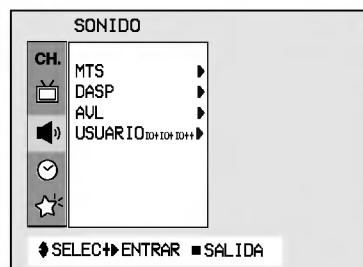 SONIDO
CH.
MTS
DASP
AVL
USUARIO
SELEC ENTRAR SALIDA